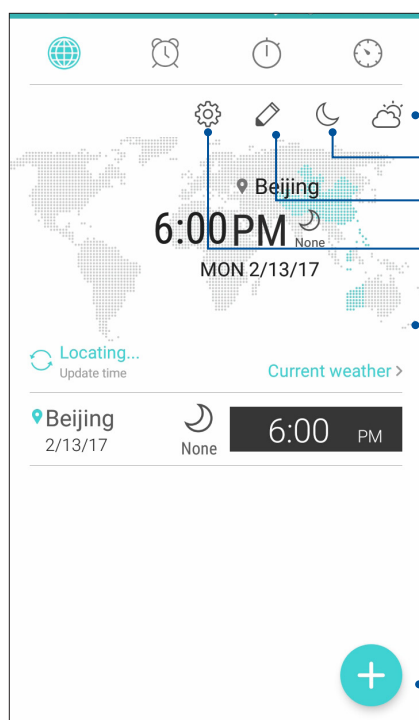 Beijing
6:00 PM
None
MON 2/13/17
Locating...
Update time
Current weather >
Beijing
2/13/17
None
6:00 PM